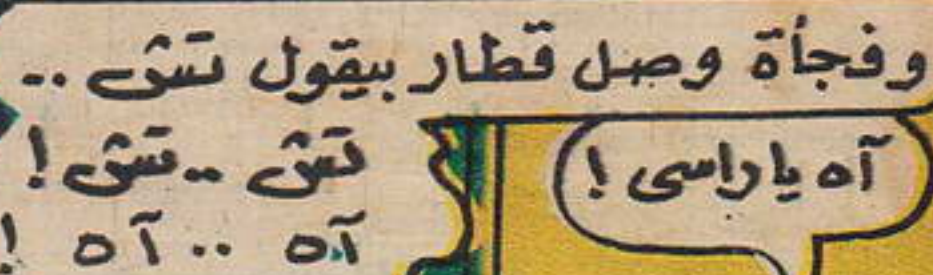 وفجأة وصل قطار بيقول تش ..
تش .. تش !
آه .. آه !
آه ياراسى !